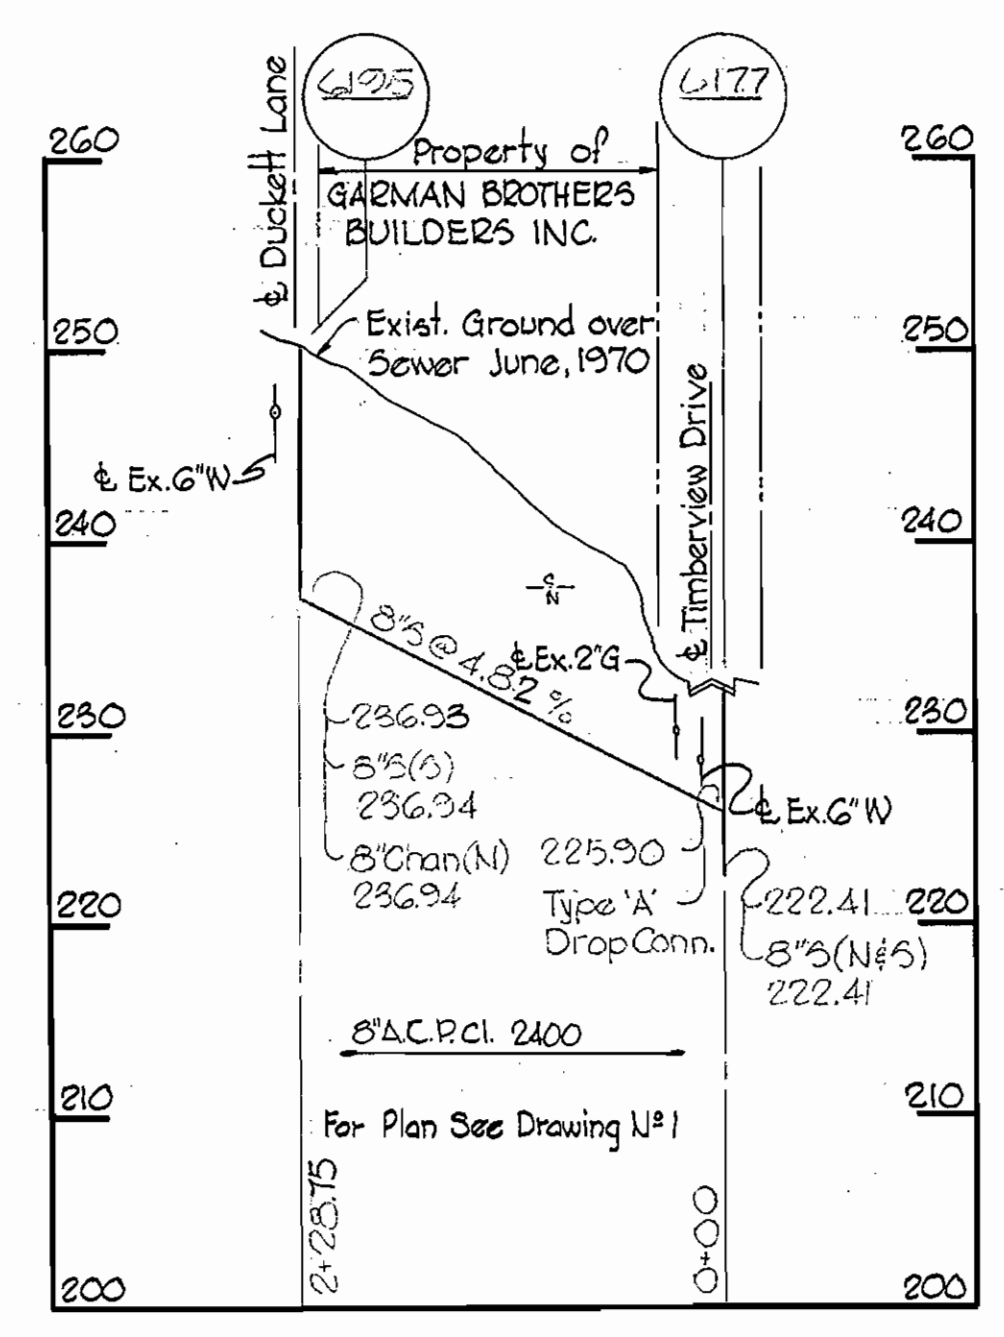 6195
6177
260
260
℄ Duckett Lane
Property of
GARMAN BROTHERS
BUILDERS INC.
250
250
Exist. Ground over
Sewer June, 1970
℄ Ex. 6" W
240
240
℄ Timberview Drive
C
N
8"S @ 4.82 %
℄ Ex. 2" G
230
230
236.93
8"S(S)
236.94
8"Chan(N)
236.94
℄ Ex. 6" W
225.90
Type 'A'
Drop Conn.
220
220
222.41
8"S(N&S)
222.41
8" A.C.P. Cl. 2400
210
210
For Plan See Drawing Nº 1
2+28.75
0+00
200
200